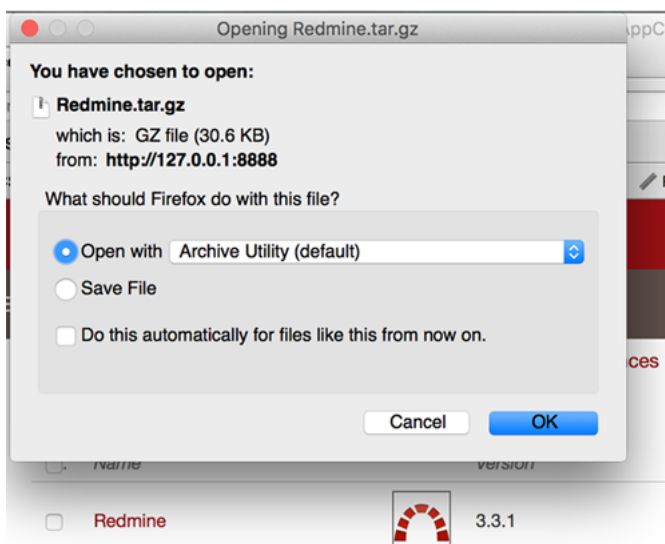 Opening Redmine.tar.gz
You have chosen to open:
Redmine.tar.gz
which is: GZ file (30.6 KB)
from: http://127.0.0.1:8888
What should Firefox do with this file?
Open with Archive Utility (default)
Save File
Do this automatically for files like this from now on.
Cancel OK
Name
Redmine 3.3.1